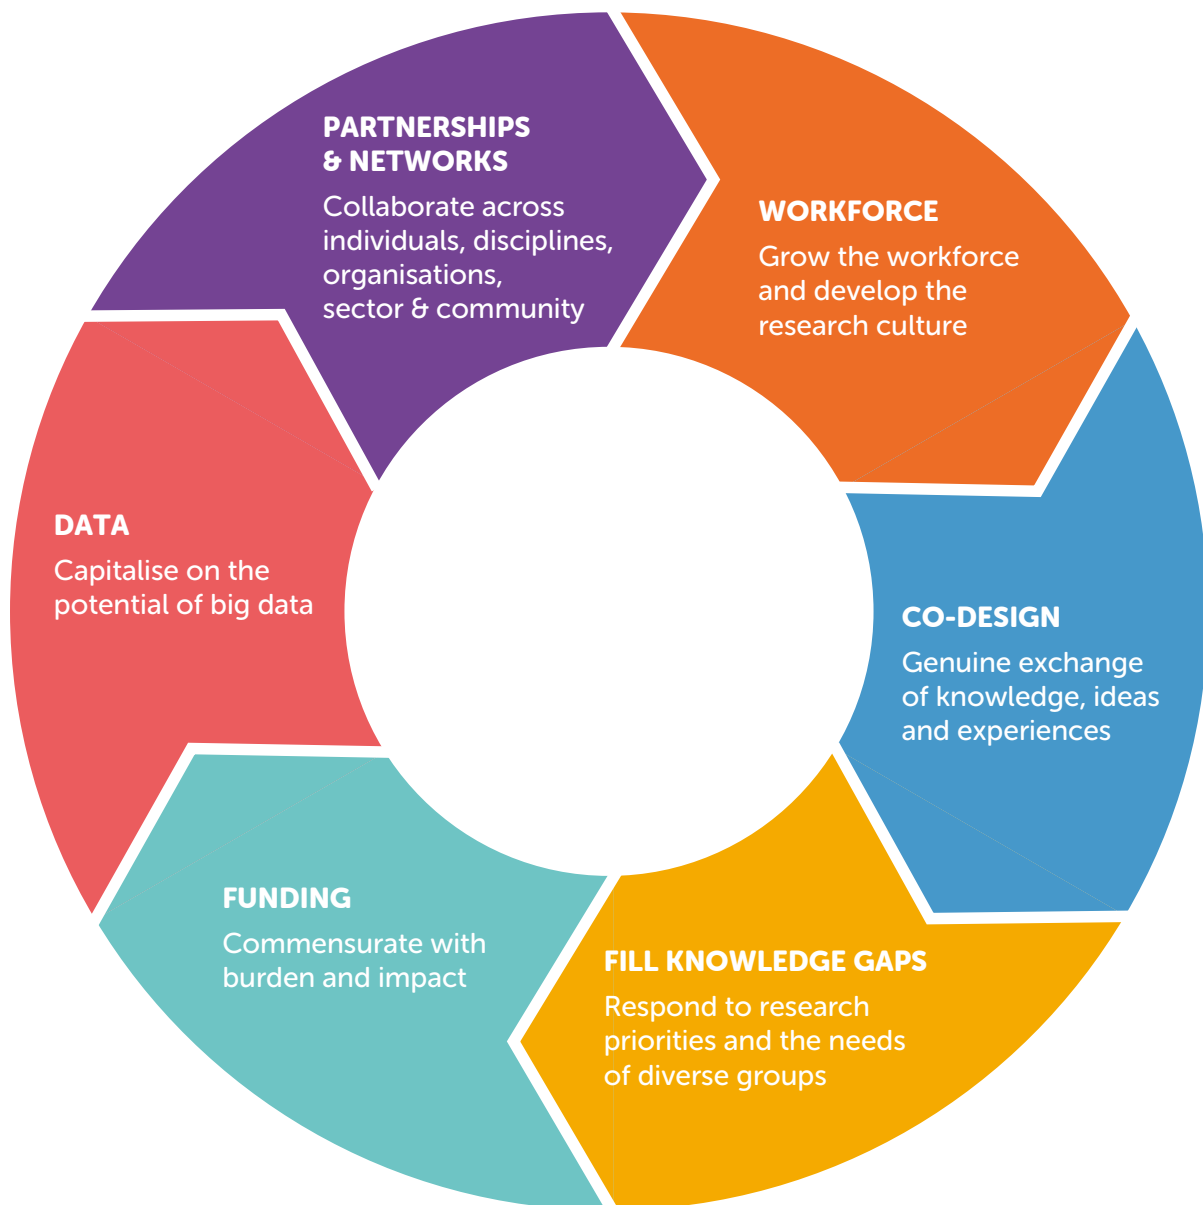 PARTNERSHIPS
& NETWORKS
Collaborate across
individuals, disciplines,
organisations,
sector & community
WORKFORCE
Grow the workforce
and develop the
research culture
CO-DESIGN
Genuine exchange
of knowledge, ideas
and experiences
FILL KNOWLEDGE GAPS
Respond to research
priorities and the needs
of diverse groups
FUNDING
Commensurate with
burden and impact
DATA
Capitalise on the
potential of big data